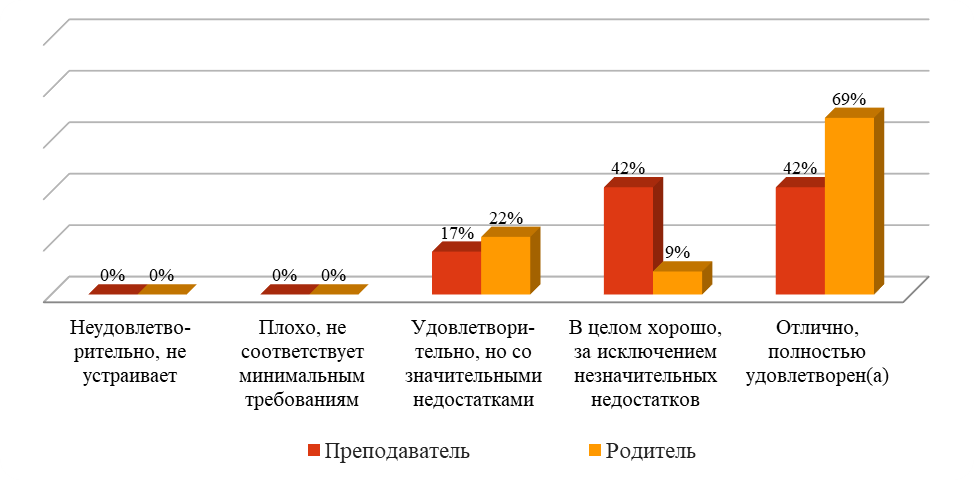 69%
42%
42%
22%
17%
9%
0%
0%
0%
0%
Неудовлетво-
рительно, не
устраивает
Плохо, не
соответствует
минимальным
требованиям
Удовлетвори-
тельно, но со
значительными
недостатками
В целом хорошо,
за исключением
незначительных
недостатков
Отлично,
полностью
удовлетворен(а)
Преподаватель
Родитель